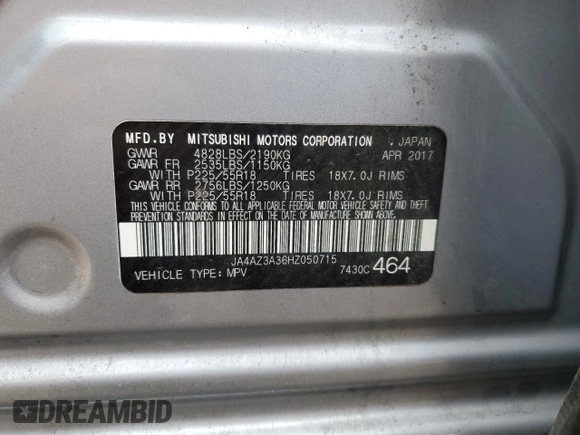 MFD.BY MITSUBISHI MOTORS CORPORATION , JAPAN
GVWR 4828LBS/2190KG APR 2017
GAWR FR 2535LBS/1150KG
WITH P225/55R18 TIRES 18X7.0J RIMS
GAWR RR 2756LBS/1250KG
WITH P225/55R18 TIRES 18X7.0J RIMS
THIS VEHICLE CONFORMS TO ALL APPLICABLE FEDERAL MOTOR VEHICLE SAFETY AND THEFT
PREVENTION STANDARDS IN EFFECT ON THE DATE OF MANUFACTURE SHOWN ABOVE.
JA4AZ3A36HZ050715
VEHICLE TYPE: MPV 7430C 464
DREAMBID